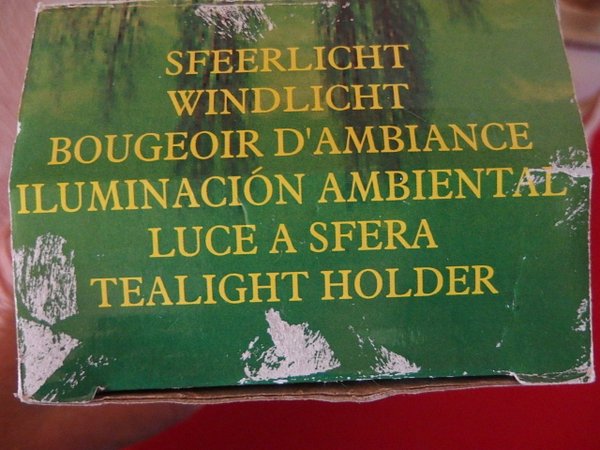 SFEERLICHT
WINDLICHT
BOUGEOIR D'AMBIANCE
ILUMINACIÓN AMBIENTAL
LUCE A SFERA
TEALIGHT HOLDER